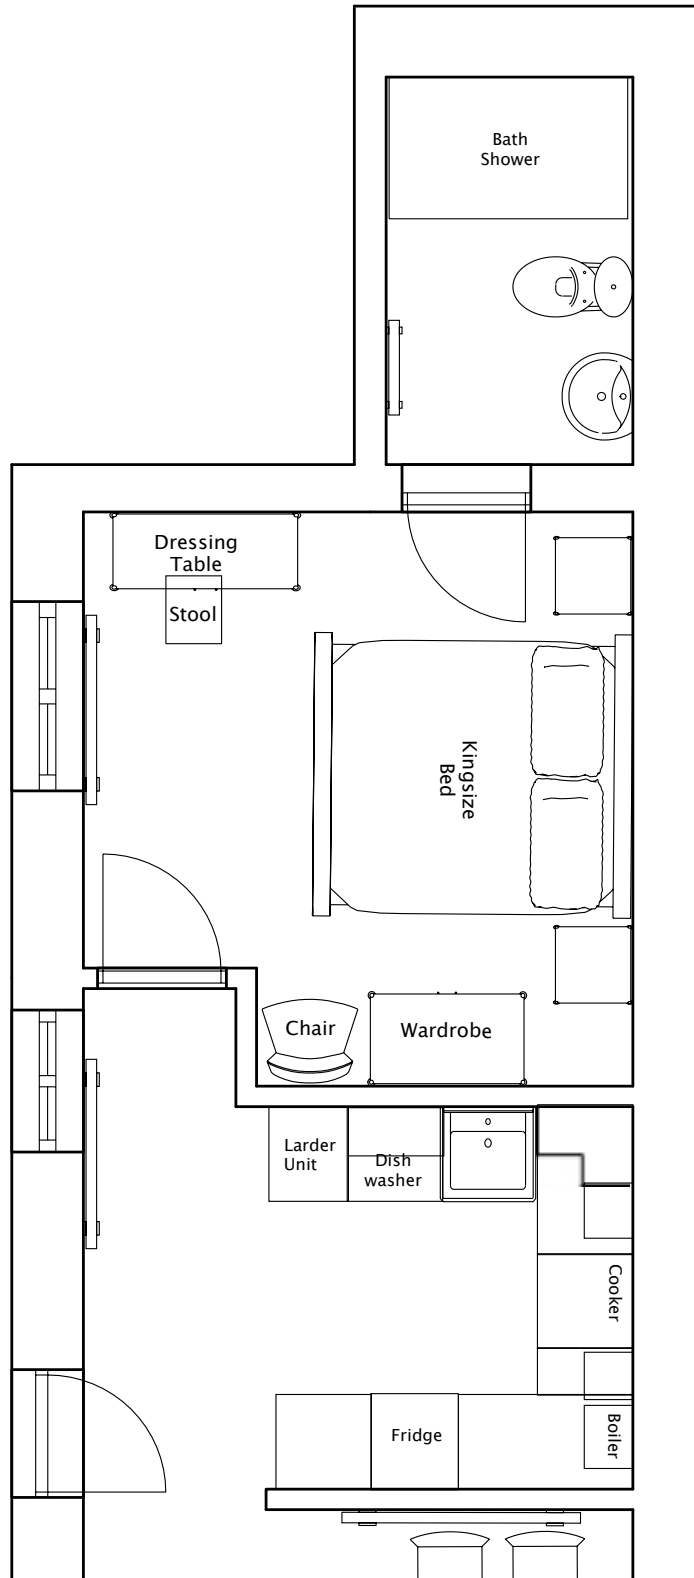 Bath
Shower
Dressing
Table
Stool
Kingsize
Bed
Chair
Wardrobe
Larder
Unit
Dish
washer
Cooker
Fridge
Boiler